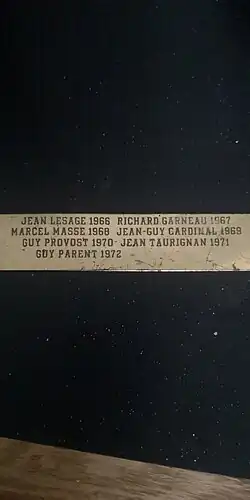 JEAN LESAGE 1966 RICHARD GARNEAU 1967
MARCEL MASSE 1968 JEAN-GUY CARDINAL 1969
GUY PROVOST 1970 - JEAN TAURIGNAN 1971
GUY PARENT 1972